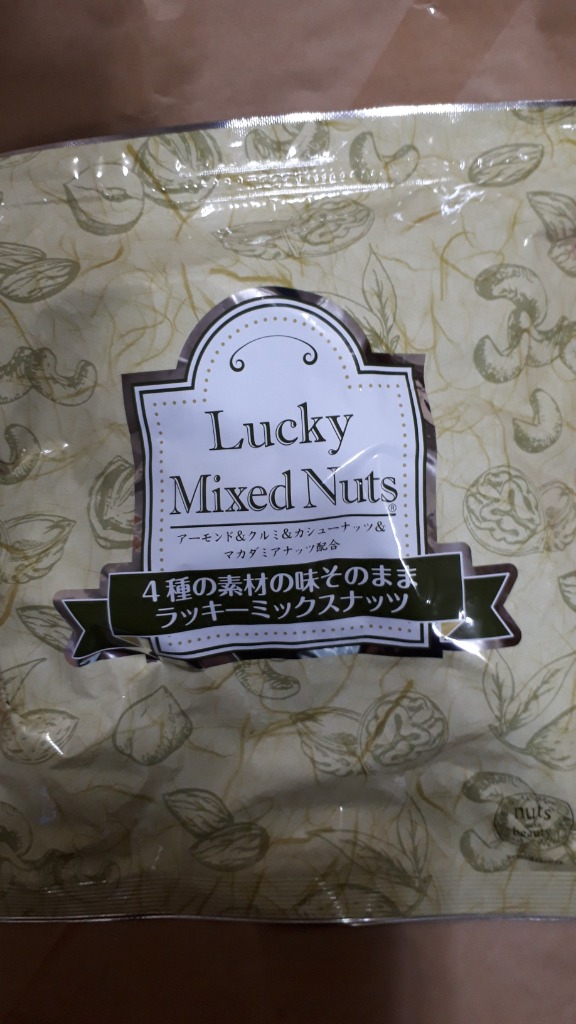 Lucky
Mixed Nuts®
アーモンド&クルミ&カシューナッツ&
マカダミアナッツ配合
4種の素材の味そのまま
ラッキーミックスナッツ
nuts
beauty